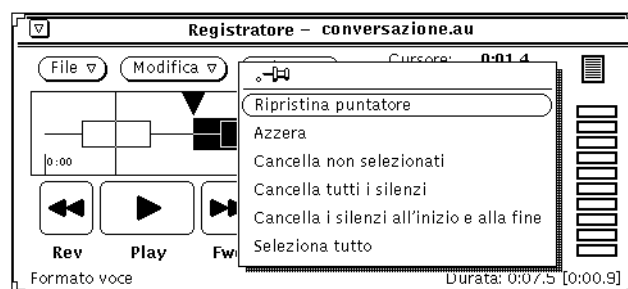 Registratore – conversazione.au
File Modifica
Cursore: 0:01.4
Ripristina puntatore
Azzera
Cancella non selezionati
Cancella tutti i silenzi
Cancella i silenzi all'inizio e alla fine
Seleziona tutto
0:00
Rev Play
Formato voce Durata: 0:07.5 [0:00.9]